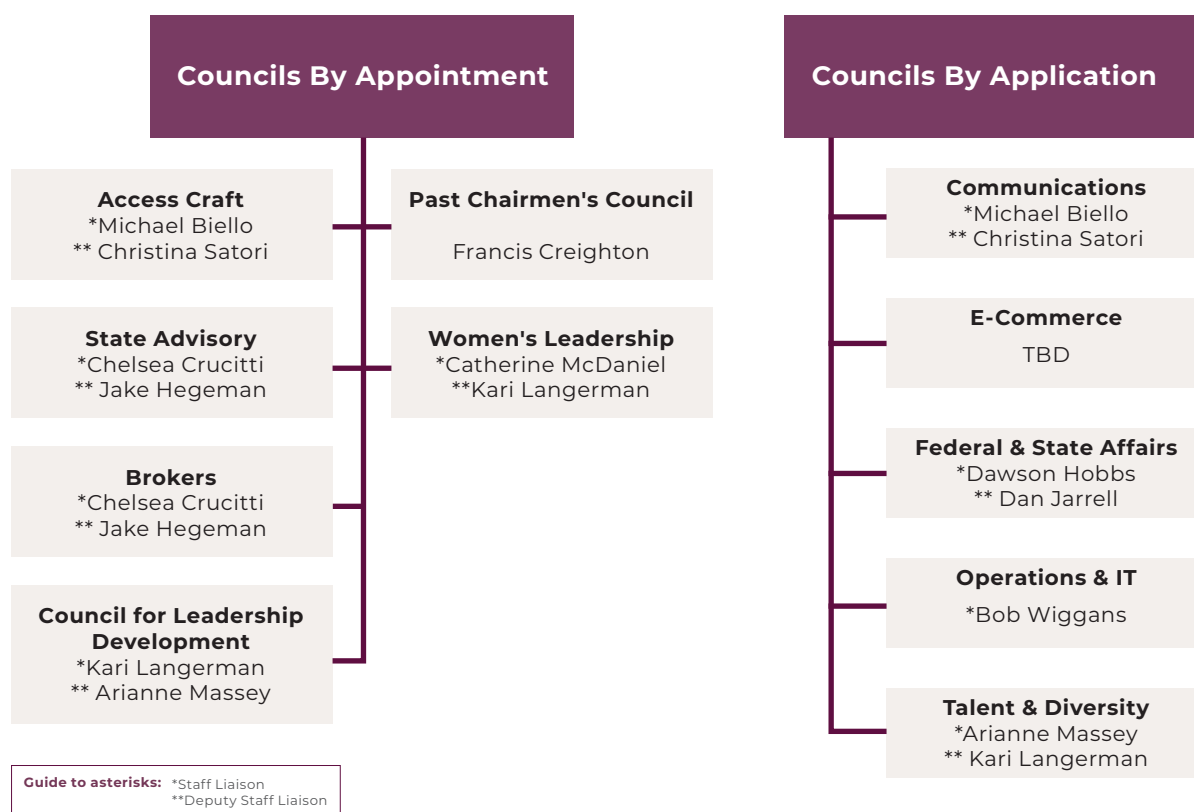 Councils By Appointment
Access Craft
*Michael Biello
** Christina Satori
Past Chairmen's Council
Francis Creighton
State Advisory
*Chelsea Crucitti
** Jake Hegeman
Women's Leadership
*Catherine McDaniel
**Kari Langerman
Brokers
*Chelsea Crucitti
** Jake Hegeman
Council for Leadership
Development
*Kari Langerman
** Arianne Massey
Councils By Application
Communications
*Michael Biello
** Christina Satori
E-Commerce
TBD
Federal & State Affairs
*Dawson Hobbs
** Dan Jarrell
Operations & IT
*Bob Wiggans
Talent & Diversity
*Arianne Massey
** Kari Langerman
Guide to asterisks: *Staff Liaison
**Deputy Staff Liaison